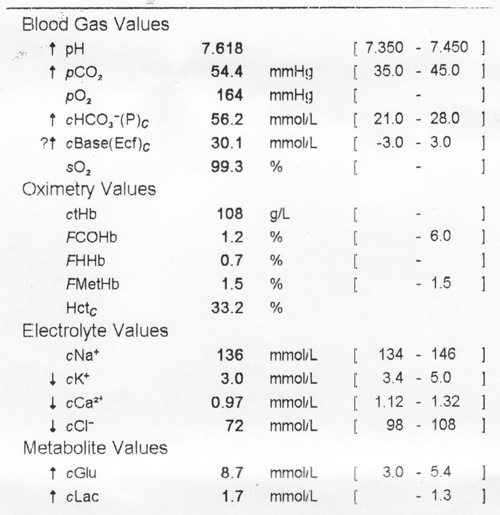 Blood Gas Values
↑ pH 7.618 [ 7.350 - 7.450 ]
↑ pCO₂ 54.4 mmHg [ 35.0 - 45.0 ]
pO₂ 164 mmHg [ - ]
↑ cHCO₃⁻(P)c 56.2 mmol/L [ 21.0 - 28.0 ]
?↑ cBase(Ecf)c 30.1 mmol/L [ -3.0 - 3.0 ]
sO₂ 99.3 % [ - ]
Oximetry Values
ctHb 108 g/L [ - ]
FCOHb 1.2 % [ - 6.0 ]
FHHb 0.7 % [ - ]
FMetHb 1.5 % [ - 1.5 ]
Hctc 33.2 %
Electrolyte Values
cNa⁺ 136 mmol/L [ 134 - 146 ]
↓ cK⁺ 3.0 mmol/L [ 3.4 - 5.0 ]
↓ cCa²⁺ 0.97 mmol/L [ 1.12 - 1.32 ]
↓ cCl⁻ 72 mmol/L [ 98 - 108 ]
Metabolite Values
↑ cGlu 8.7 mmol/L [ 3.0 - 5.4 ]
↑ cLac 1.7 mmol/L [ - 1.3 ]